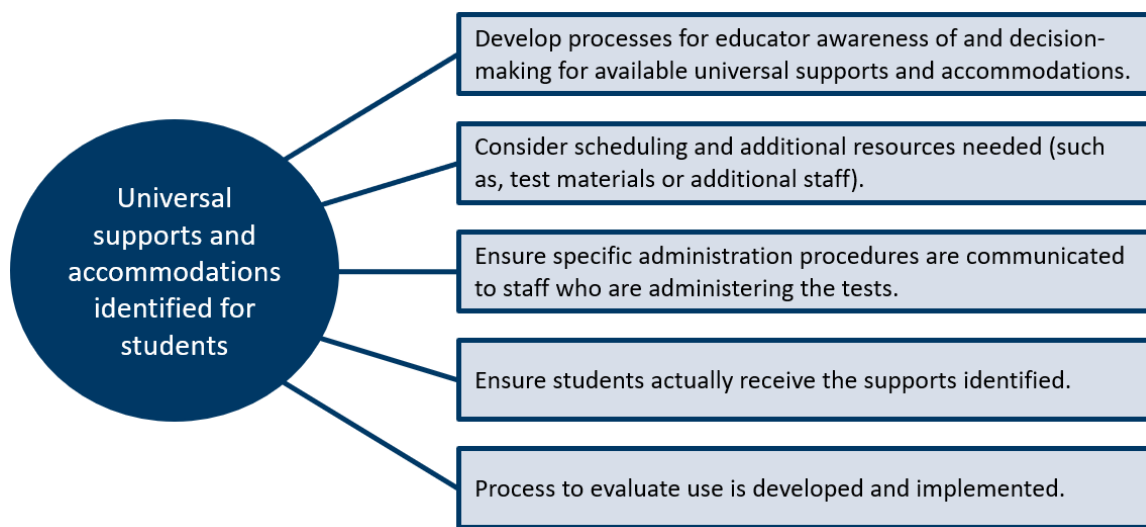 Universal
supports and
accommodations
identified for
students
Develop processes for educator awareness of and decision-
making for available universal supports and accommodations.
Consider scheduling and additional resources needed (such
as, test materials or additional staff).
Ensure specific administration procedures are communicated
to staff who are administering the tests.
Ensure students actually receive the supports identified.
Process to evaluate use is developed and implemented.